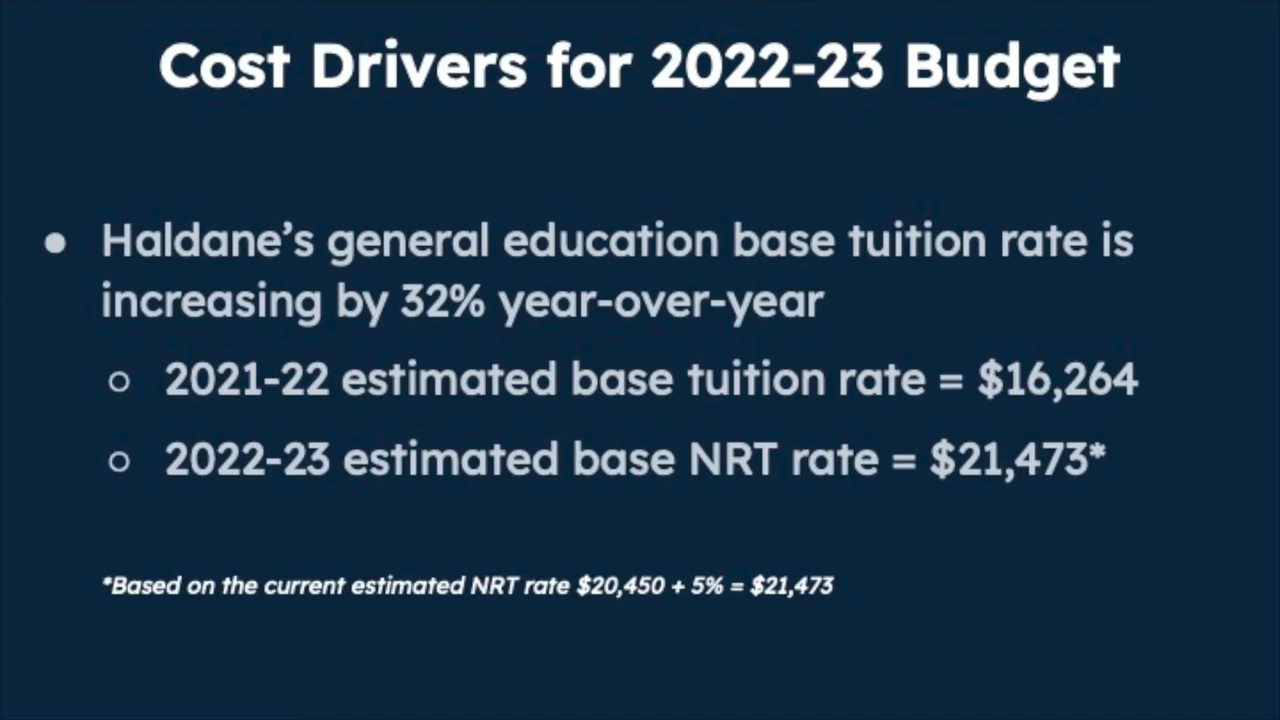 Cost Drivers for 2022-23 Budget
● Haldane’s general education base tuition rate is
increasing by 32% year-over-year
○ 2021-22 estimated base tuition rate = $16,264
○ 2022-23 estimated base NRT rate = $21,473*
*Based on the current estimated NRT rate $20,450 + 5% = $21,473